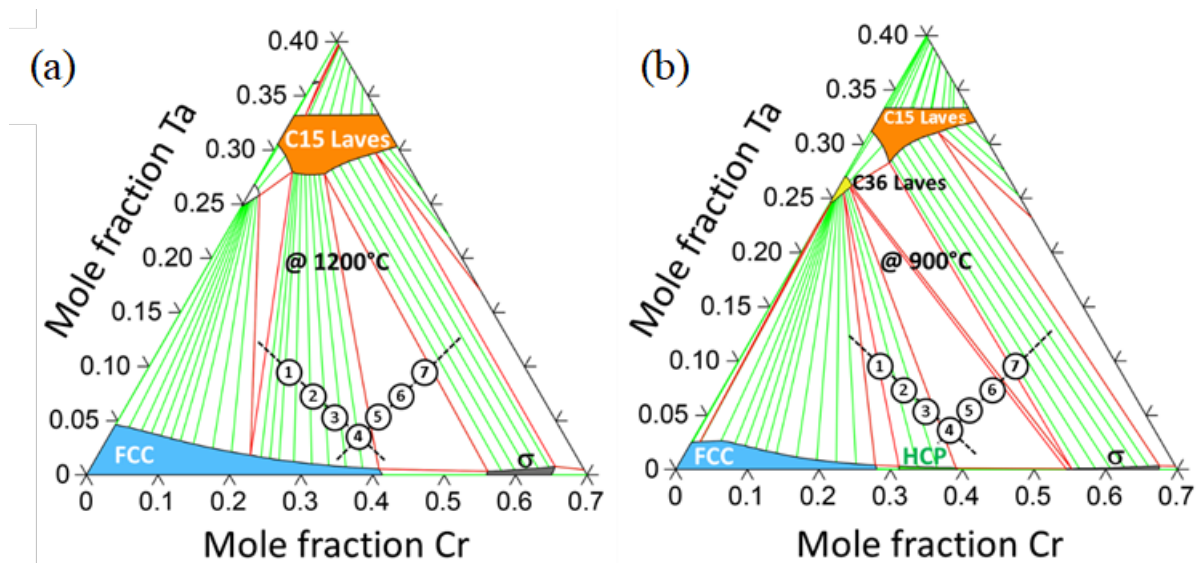 (a)
0.40
0.35
0.30
0.25
0.20
0.15
0.10
0.05
0
Mole fraction Ta
C15 Laves
@ 1200°C
1
2
3
4
5
6
7
FCC
σ
0 0.1 0.2 0.3 0.4 0.5 0.6 0.7
Mole fraction Cr
(b)
0.40
0.35
0.30
0.25
0.20
0.15
0.10
0.05
0
Mole fraction Ta
C15 Laves
C36 Laves
@ 900°C
1
2
3
4
5
6
7
FCC
HCP
σ
0 0.1 0.2 0.3 0.4 0.5 0.6 0.7
Mole fraction Cr